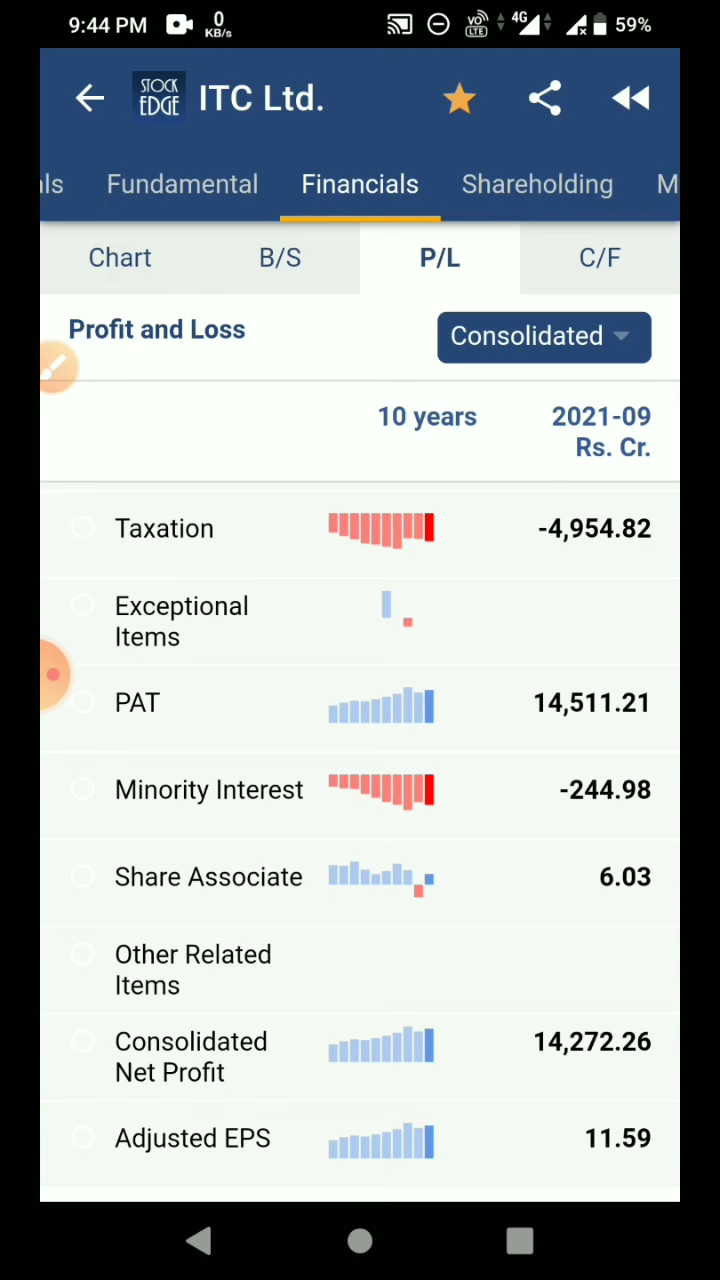 9:44 PM 0 KB/s VO LTE 4G 59%
STOCK EDGE ITC Ltd.
als Fundamental Financials Shareholding M
Chart B/S P/L C/F
Profit and Loss Consolidated
10 years 2021-09
Rs. Cr.
Taxation -4,954.82
Exceptional
Items
PAT 14,511.21
Minority Interest -244.98
Share Associate 6.03
Other Related
Items
Consolidated 14,272.26
Net Profit
Adjusted EPS 11.59